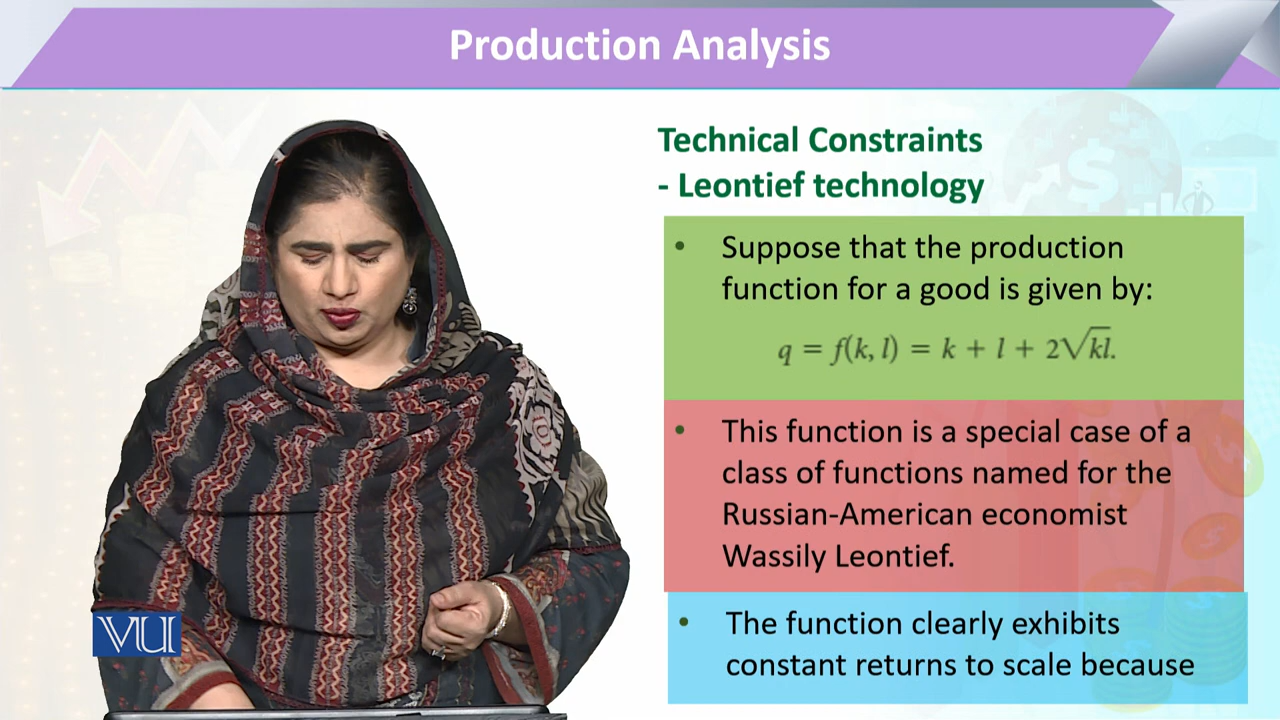 Production Analysis
Technical Constraints
- Leontief technology
• Suppose that the production
function for a good is given by:
q = f(k, l) = k + l + 2√kl.
• This function is a special case of a
class of functions named for the
Russian-American economist
Wassily Leontief.
• The function clearly exhibits
constant returns to scale because
VU